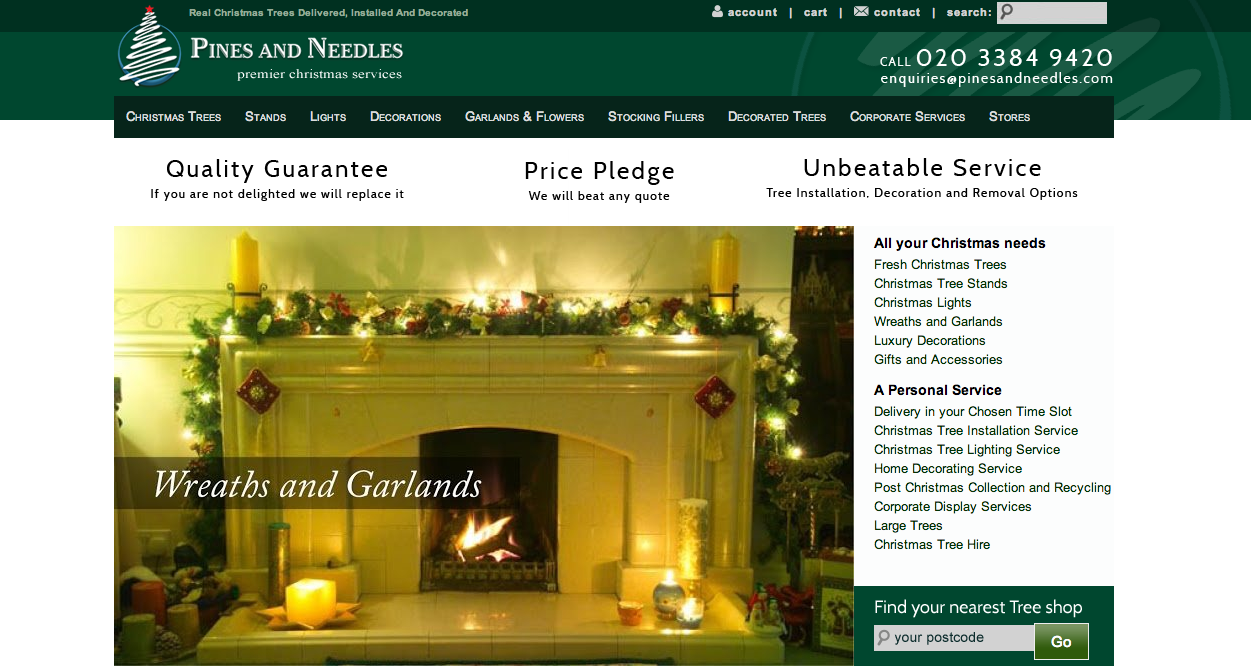 Real Christmas Trees Delivered, Installed And Decorated
account | cart | contact | search:
PINES AND NEEDLES
premier christmas services
CALL 020 3384 9420
enquiries@pinesandneedles.com
CHRISTMAS TREES STANDS LIGHTS DECORATIONS GARLANDS & FLOWERS STOCKING FILLERS DECORATED TREES CORPORATE SERVICES STORES
Quality Guarantee
If you are not delighted we will replace it
Price Pledge
We will beat any quote
Unbeatable Service
Tree Installation, Decoration and Removal Options
Wreaths and Garlands
All your Christmas needs
Fresh Christmas Trees
Christmas Tree Stands
Christmas Lights
Wreaths and Garlands
Luxury Decorations
Gifts and Accessories
A Personal Service
Delivery in your Chosen Time Slot
Christmas Tree Installation Service
Christmas Tree Lighting Service
Home Decorating Service
Post Christmas Collection and Recycling
Corporate Display Services
Large Trees
Christmas Tree Hire
Find your nearest Tree shop
your postcode
Go